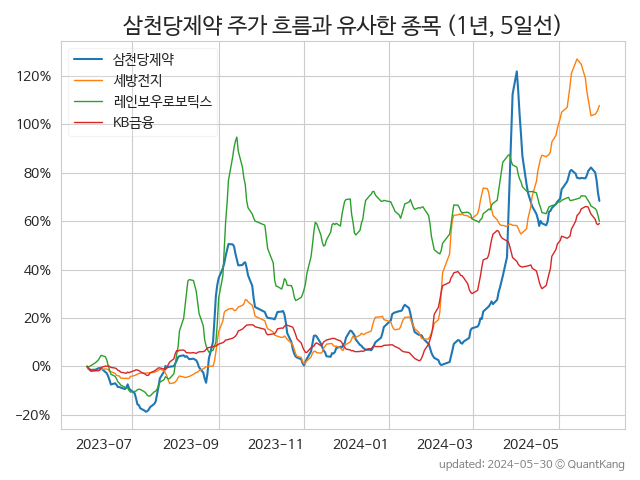 삼천당제약 주가 흐름과 유사한 종목 (1년, 5일선)
삼천당제약
세방전지
레인보우로보틱스
KB금융
120%
100%
80%
60%
40%
20%
0%
−20%
2023−07 2023−09 2023−11 2024−01 2024−03 2024−05
updated: 2024-05-30 © QuantKang